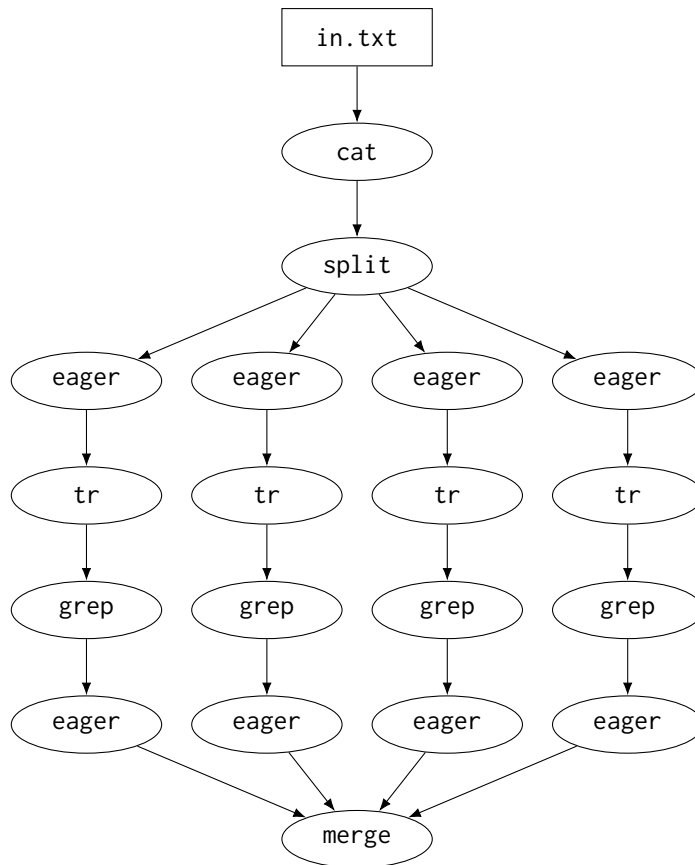 in.txt
cat
split
eager eager eager eager
tr tr tr tr
grep grep grep grep
eager eager eager eager
merge